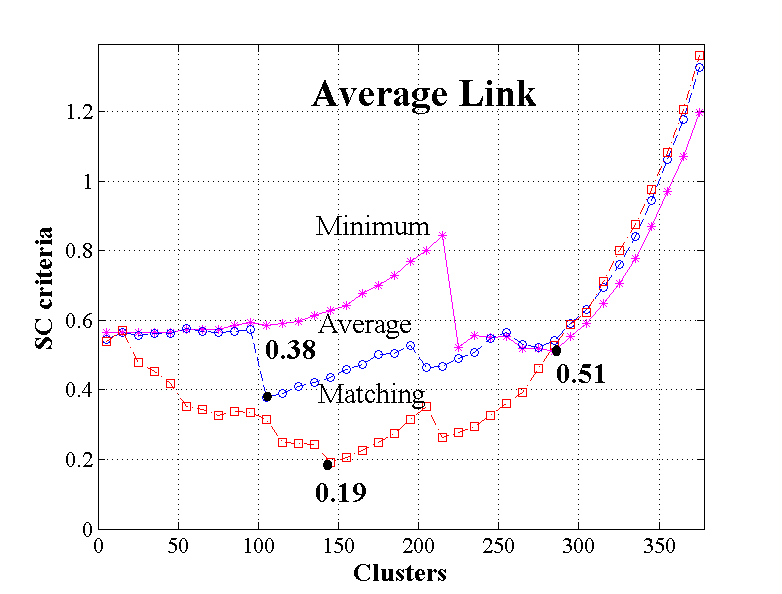 Average Link
1.2
1
0.8
0.6
0.4
0.2
0
SC criteria
Minimum
Average
0.38
Matching
0.51
0.19
0 50 100 150 200 250 300 350
Clusters